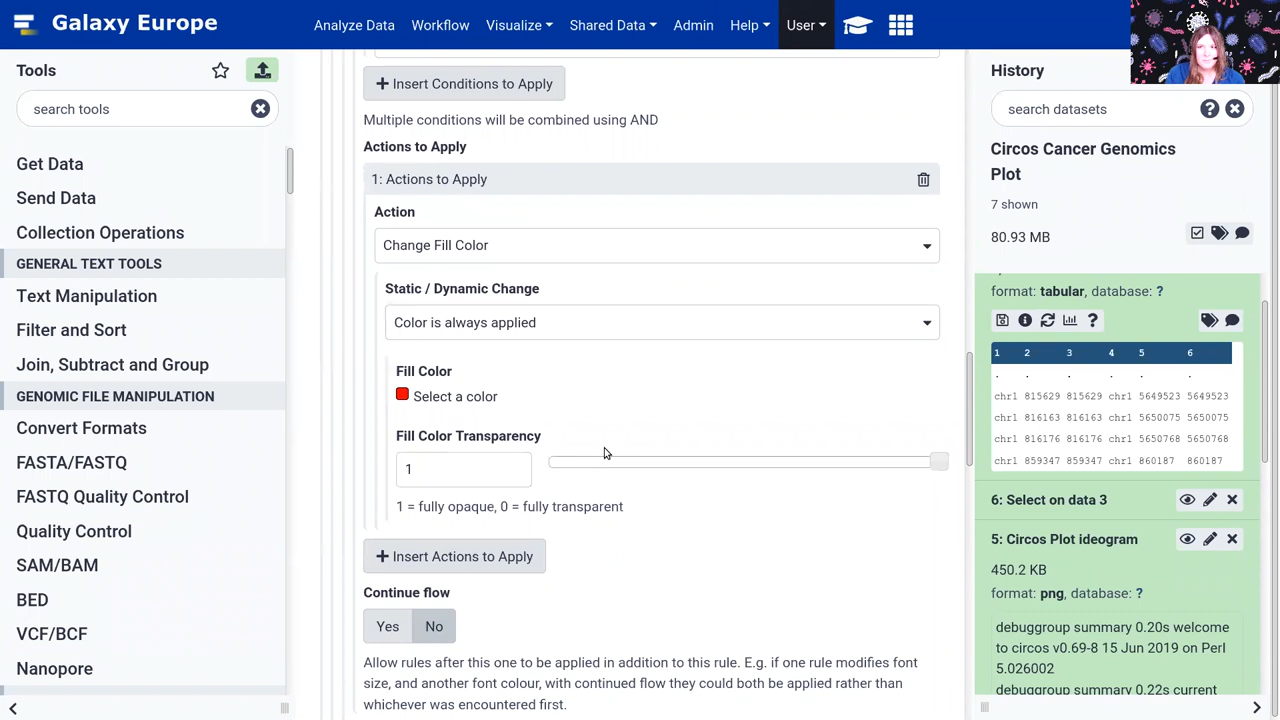 Galaxy Europe
Analyze Data
Workflow
Visualize
Shared Data
Admin
Help
User
Tools
search tools
Get Data
Send Data
Collection Operations
GENERAL TEXT TOOLS
Text Manipulation
Filter and Sort
Join, Subtract and Group
GENOMIC FILE MANIPULATION
Convert Formats
FASTA/FASTQ
FASTQ Quality Control
Quality Control
SAM/BAM
BED
VCF/BCF
Nanopore
+ Insert Conditions to Apply
Multiple conditions will be combined using AND
Actions to Apply
1: Actions to Apply
Action
Change Fill Color
Static / Dynamic Change
Color is always applied
Fill Color
Select a color
Fill Color Transparency
1
1 = fully opaque, 0 = fully transparent
+ Insert Actions to Apply
Continue flow
Yes No
Allow rules after this one to be applied in addition to this rule. E.g. if one rule modifies font
size, and another font colour, with continued flow they could both be applied rather than
whichever was encountered first.
History
search datasets
Circos Cancer Genomics
Plot
7 shown
80.93 MB
format: tabular, database: ?
1 2 3 4 5 6
. . . . . .
chr1 815629 815629 chr1 5649523 5649523
chr1 816163 816163 chr1 5650075 5650075
chr1 816176 816176 chr1 5650768 5650768
chr1 859347 859347 chr1 860187 860187
6: Select on data 3
5: Circos Plot ideogram
450.2 KB
format: png, database: ?
debuggroup summary 0.20s welcome
to circos v0.69-8 15 Jun 2019 on Perl
5.026002
debuggroup summary 0.22s current